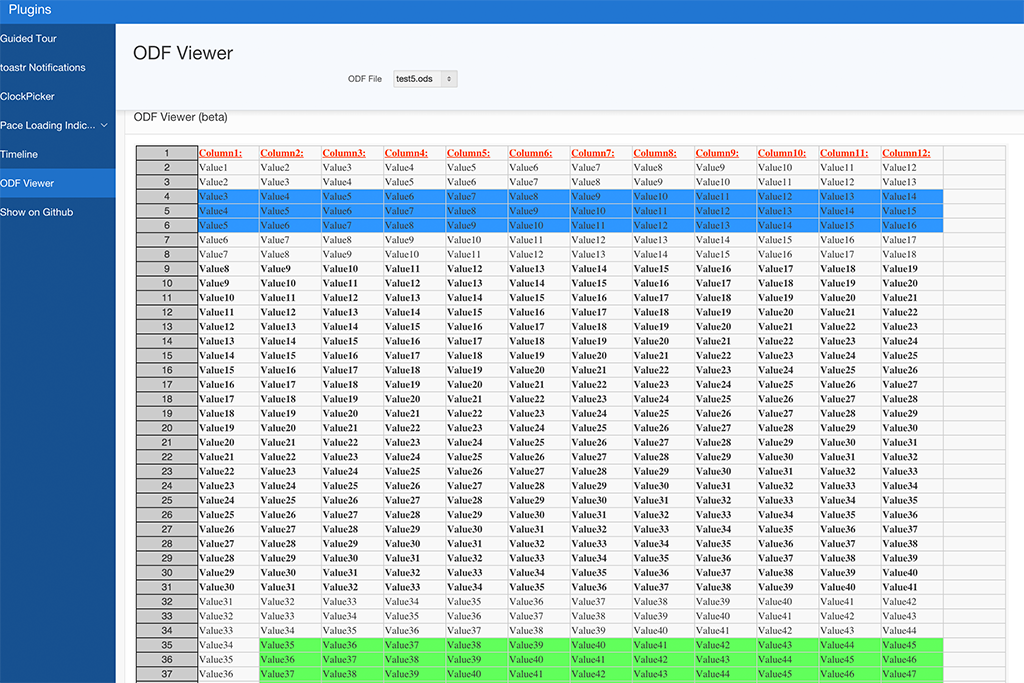 Plugins
Guided Tour
toastr Notifications
ClockPicker
Pace Loading Indic...
Timeline
ODF Viewer
Show on Github
ODF Viewer
ODF File test5.ods
ODF Viewer (beta)
1 Column1: Column2: Column3: Column4: Column5: Column6: Column7: Column8: Column9: Column10: Column11: Column12:
2 Value1 Value2 Value3 Value4 Value5 Value6 Value7 Value8 Value9 Value10 Value11 Value12
3 Value2 Value3 Value4 Value5 Value6 Value7 Value8 Value9 Value10 Value11 Value12 Value13
4 Value3 Value4 Value5 Value6 Value7 Value8 Value9 Value10 Value11 Value12 Value13 Value14
5 Value4 Value5 Value6 Value7 Value8 Value9 Value10 Value11 Value12 Value13 Value14 Value15
6 Value5 Value6 Value7 Value8 Value9 Value10 Value11 Value12 Value13 Value14 Value15 Value16
7 Value6 Value7 Value8 Value9 Value10 Value11 Value12 Value13 Value14 Value15 Value16 Value17
8 Value7 Value8 Value9 Value10 Value11 Value12 Value13 Value14 Value15 Value16 Value17 Value18
9 Value8 Value9 Value10 Value11 Value12 Value13 Value14 Value15 Value16 Value17 Value18 Value19
10 Value9 Value10 Value11 Value12 Value13 Value14 Value15 Value16 Value17 Value18 Value19 Value20
11 Value10 Value11 Value12 Value13 Value14 Value15 Value16 Value17 Value18 Value19 Value20 Value21
12 Value11 Value12 Value13 Value14 Value15 Value16 Value17 Value18 Value19 Value20 Value21 Value22
13 Value12 Value13 Value14 Value15 Value16 Value17 Value18 Value19 Value20 Value21 Value22 Value23
14 Value13 Value14 Value15 Value16 Value17 Value18 Value19 Value20 Value21 Value22 Value23 Value24
15 Value14 Value15 Value16 Value17 Value18 Value19 Value20 Value21 Value22 Value23 Value24 Value25
16 Value15 Value16 Value17 Value18 Value19 Value20 Value21 Value22 Value23 Value24 Value25 Value26
17 Value16 Value17 Value18 Value19 Value20 Value21 Value22 Value23 Value24 Value25 Value26 Value27
18 Value17 Value18 Value19 Value20 Value21 Value22 Value23 Value24 Value25 Value26 Value27 Value28
19 Value18 Value19 Value20 Value21 Value22 Value23 Value24 Value25 Value26 Value27 Value28 Value29
20 Value19 Value20 Value21 Value22 Value23 Value24 Value25 Value26 Value27 Value28 Value29 Value30
21 Value20 Value21 Value22 Value23 Value24 Value25 Value26 Value27 Value28 Value29 Value30 Value31
22 Value21 Value22 Value23 Value24 Value25 Value26 Value27 Value28 Value29 Value30 Value31 Value32
23 Value22 Value23 Value24 Value25 Value26 Value27 Value28 Value29 Value30 Value31 Value32 Value33
24 Value23 Value24 Value25 Value26 Value27 Value28 Value29 Value30 Value31 Value32 Value33 Value34
25 Value24 Value25 Value26 Value27 Value28 Value29 Value30 Value31 Value32 Value33 Value34 Value35
26 Value25 Value26 Value27 Value28 Value29 Value30 Value31 Value32 Value33 Value34 Value35 Value36
27 Value26 Value27 Value28 Value29 Value30 Value31 Value32 Value33 Value34 Value35 Value36 Value37
28 Value27 Value28 Value29 Value30 Value31 Value32 Value33 Value34 Value35 Value36 Value37 Value38
29 Value28 Value29 Value30 Value31 Value32 Value33 Value34 Value35 Value36 Value37 Value38 Value39
30 Value29 Value30 Value31 Value32 Value33 Value34 Value35 Value36 Value37 Value38 Value39 Value40
31 Value30 Value31 Value32 Value33 Value34 Value35 Value36 Value37 Value38 Value39 Value40 Value41
32 Value31 Value32 Value33 Value34 Value35 Value36 Value37 Value38 Value39 Value40 Value41 Value42
33 Value32 Value33 Value34 Value35 Value36 Value37 Value38 Value39 Value40 Value41 Value42 Value43
34 Value33 Value34 Value35 Value36 Value37 Value38 Value39 Value40 Value41 Value42 Value43 Value44
35 Value34 Value35 Value36 Value37 Value38 Value39 Value40 Value41 Value42 Value43 Value44 Value45
36 Value35 Value36 Value37 Value38 Value39 Value40 Value41 Value42 Value43 Value44 Value45 Value46
37 Value36 Value37 Value38 Value39 Value40 Value41 Value42 Value43 Value44 Value45 Value46 Value47